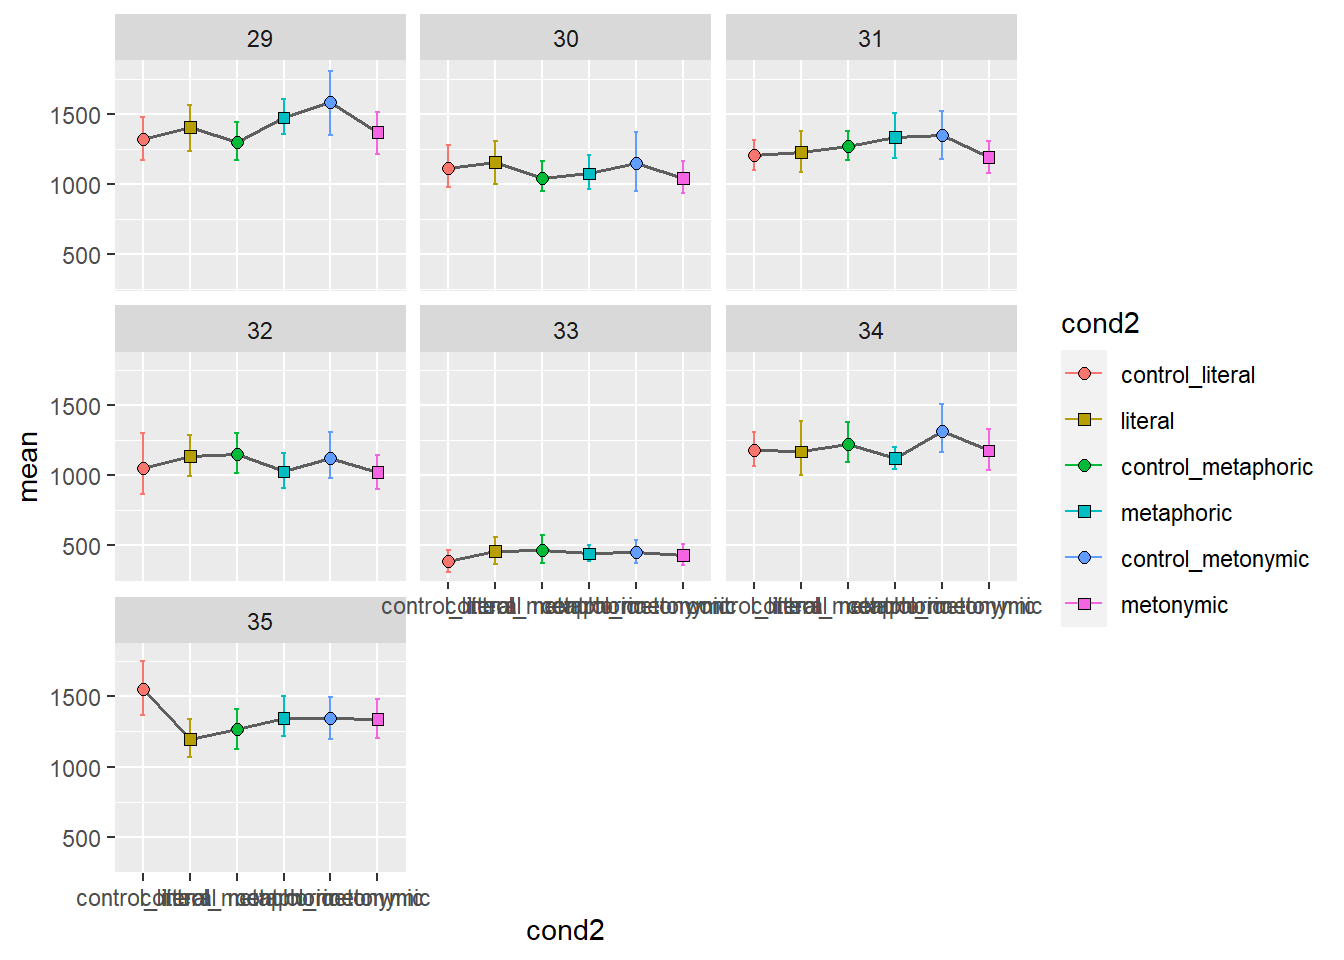 29
30
31
1500
1000
500
32
33
34
1500
1000
500
35
1500
1000
500
mean
cond2
cond2
control_literal
literal
control_metaphoric
metaphoric
control_metonymic
metonymic